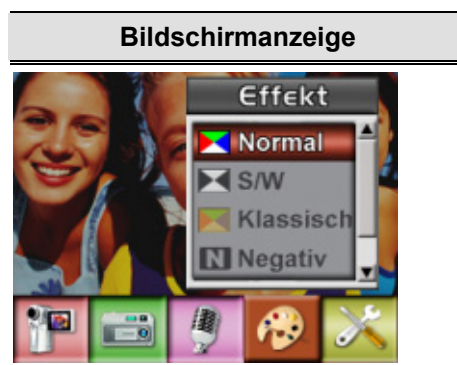 Bildschirmanzeige
Effekt
Normal
S/W
Klassisch
N Negativ